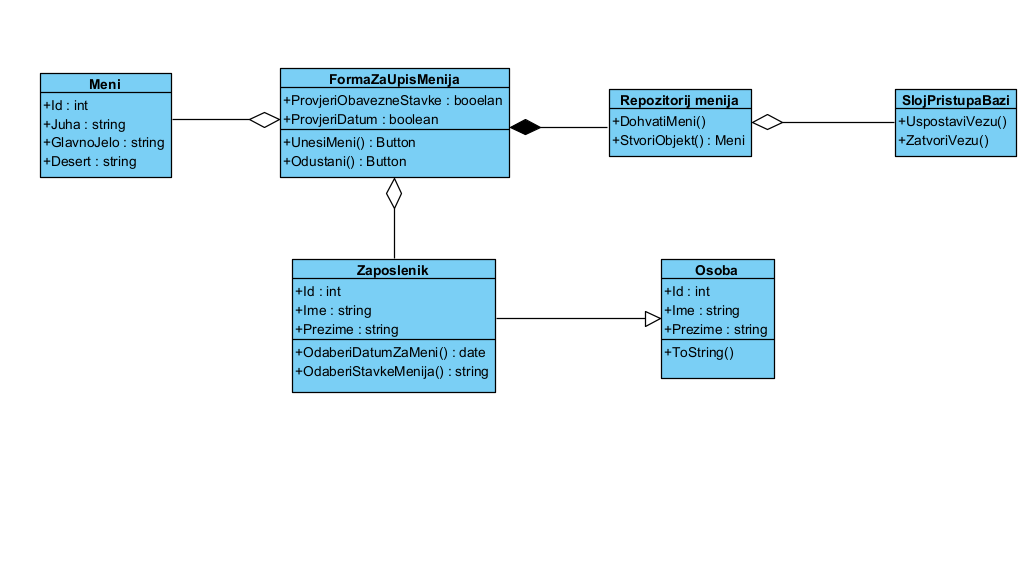 Meni
+Id : int
+Juha : string
+GlavnoJelo : string
+Desert : string
FormaZaUpisMenija
+ProvjeriObavezneStavke : booelan
+ProvjeriDatum : boolean
+UnesiMeni() : Button
+Odustani() : Button
Repozitorij menija
+DohvatiMeni()
+StvoriObjekt() : Meni
SlojPristupaBazi
+UspostaviVezu()
+ZatvoriVezu()
Zaposlenik
+Id : int
+Ime : string
+Prezime : string
+OdaberiDatumZaMeni() : date
+OdaberiStavkeMenija() : string
Osoba
+Id : int
+Ime : string
+Prezime : string
+ToString()